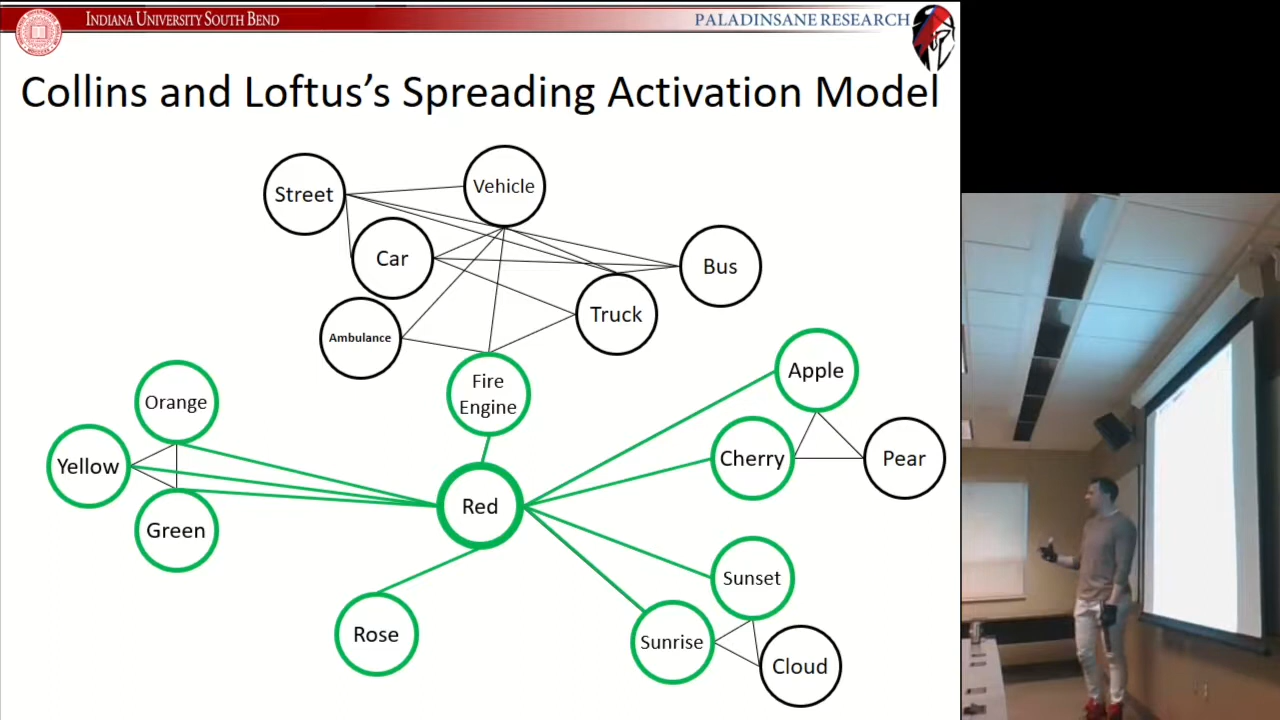 INDIANA UNIVERSITY SOUTH BEND
PALADINSANE RESEARCH
Collins and Loftus's Spreading Activation Model
Street
Vehicle
Car
Bus
Ambulance
Truck
Fire
Engine
Apple
Orange
Yellow
Cherry
Pear
Red
Green
Sunset
Rose
Sunrise
Cloud